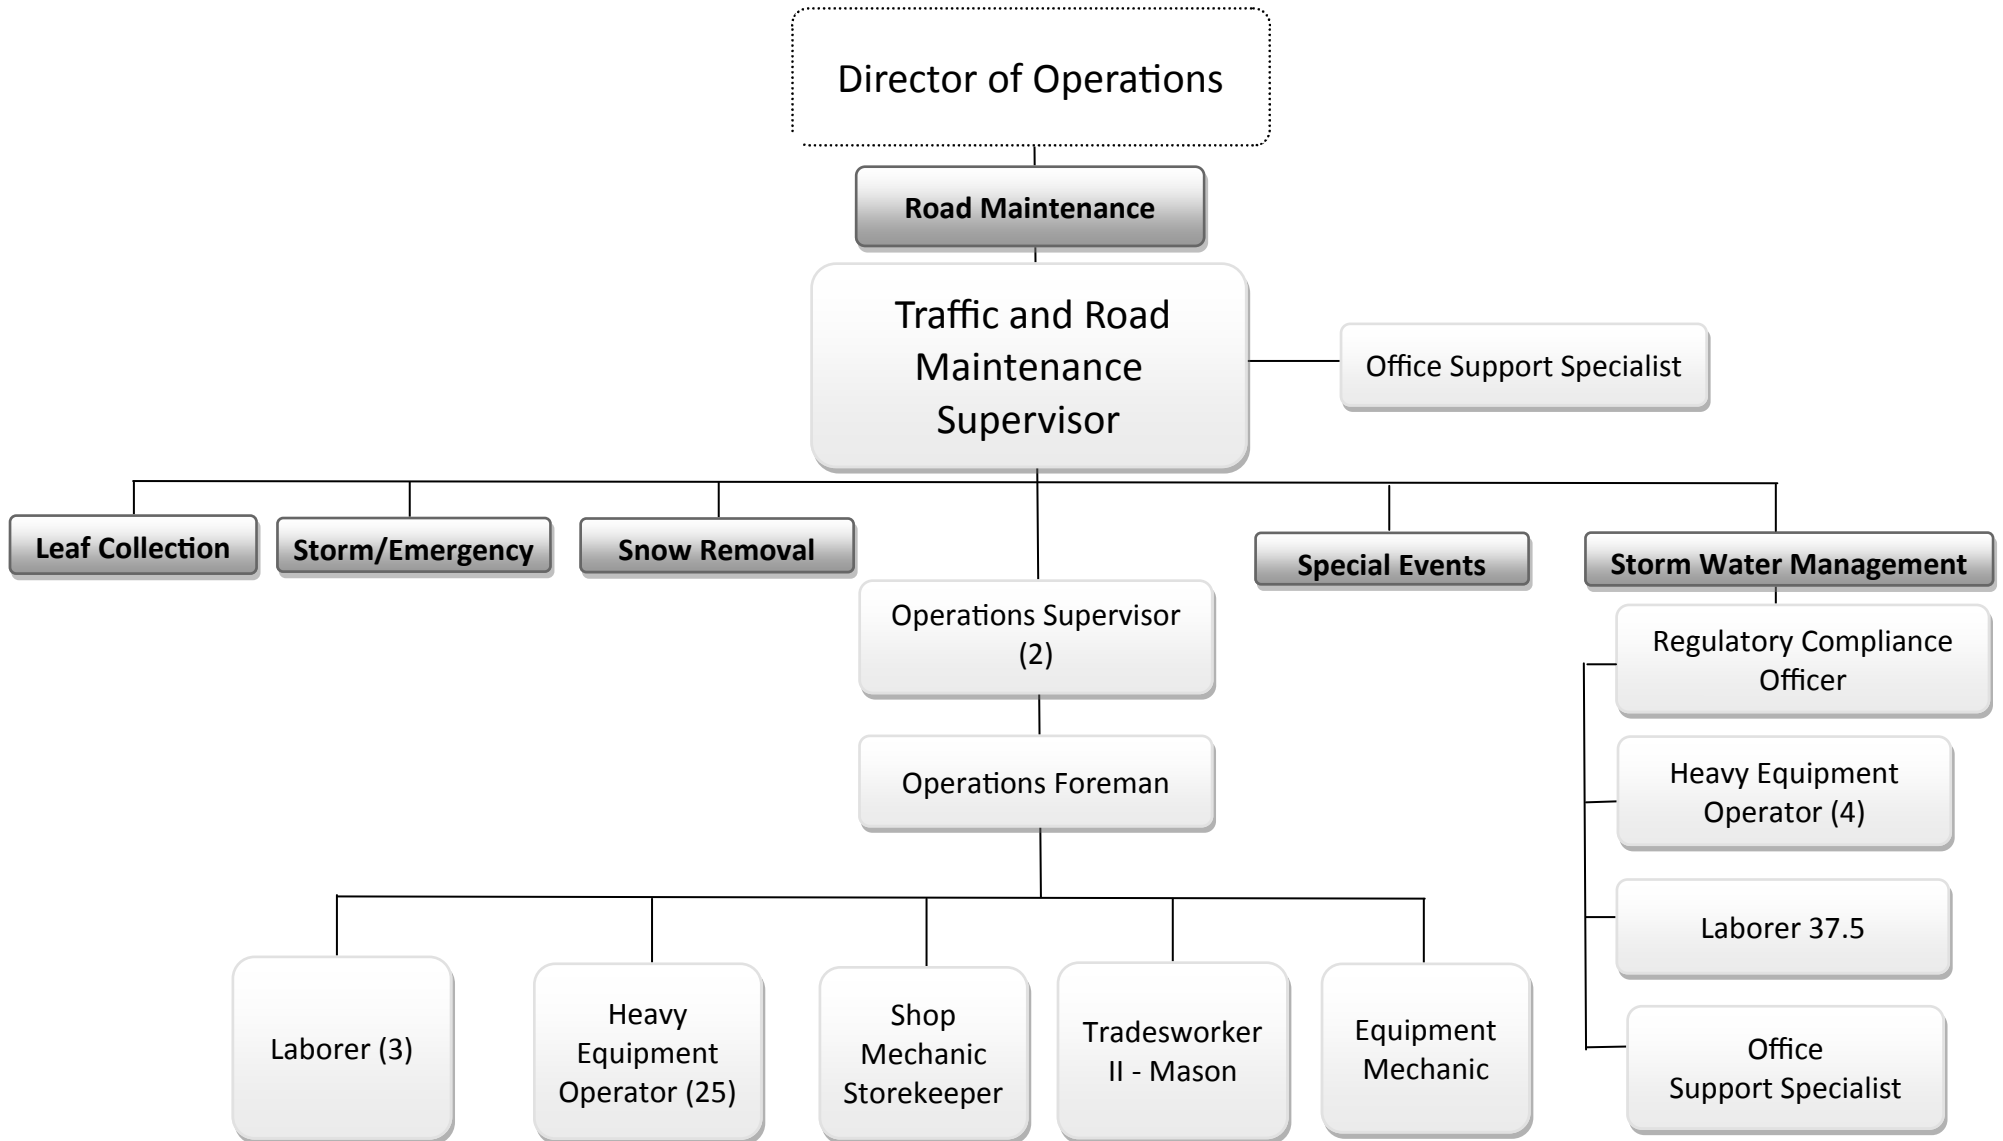 Director of Operations
Road Maintenance
Traffic and Road
Maintenance
Supervisor
Office Support Specialist
Leaf Collection
Storm/Emergency
Snow Removal
Special Events
Storm Water Management
Operations Supervisor
(2)
Operations Foreman
Laborer (3)
Heavy
Equipment
Operator (25)
Shop
Mechanic
Storekeeper
Tradesworker
II - Mason
Equipment
Mechanic
Regulatory Compliance
Officer
Heavy Equipment
Operator (4)
Laborer 37.5
Office
Support Specialist